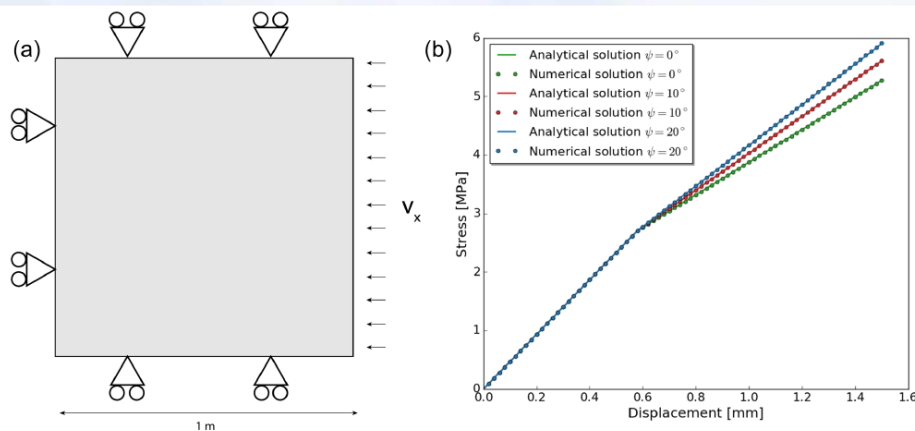 (a)
V_x
1 m
(b)
Analytical solution ψ=0°
Numerical solution ψ=0°
Analytical solution ψ=10°
Numerical solution ψ=10°
Analytical solution ψ=20°
Numerical solution ψ=20°
Stress [MPa]
6
5
4
3
2
1
0
0.0 0.2 0.4 0.6 0.8 1.0 1.2 1.4 1.6
Displacement [mm]